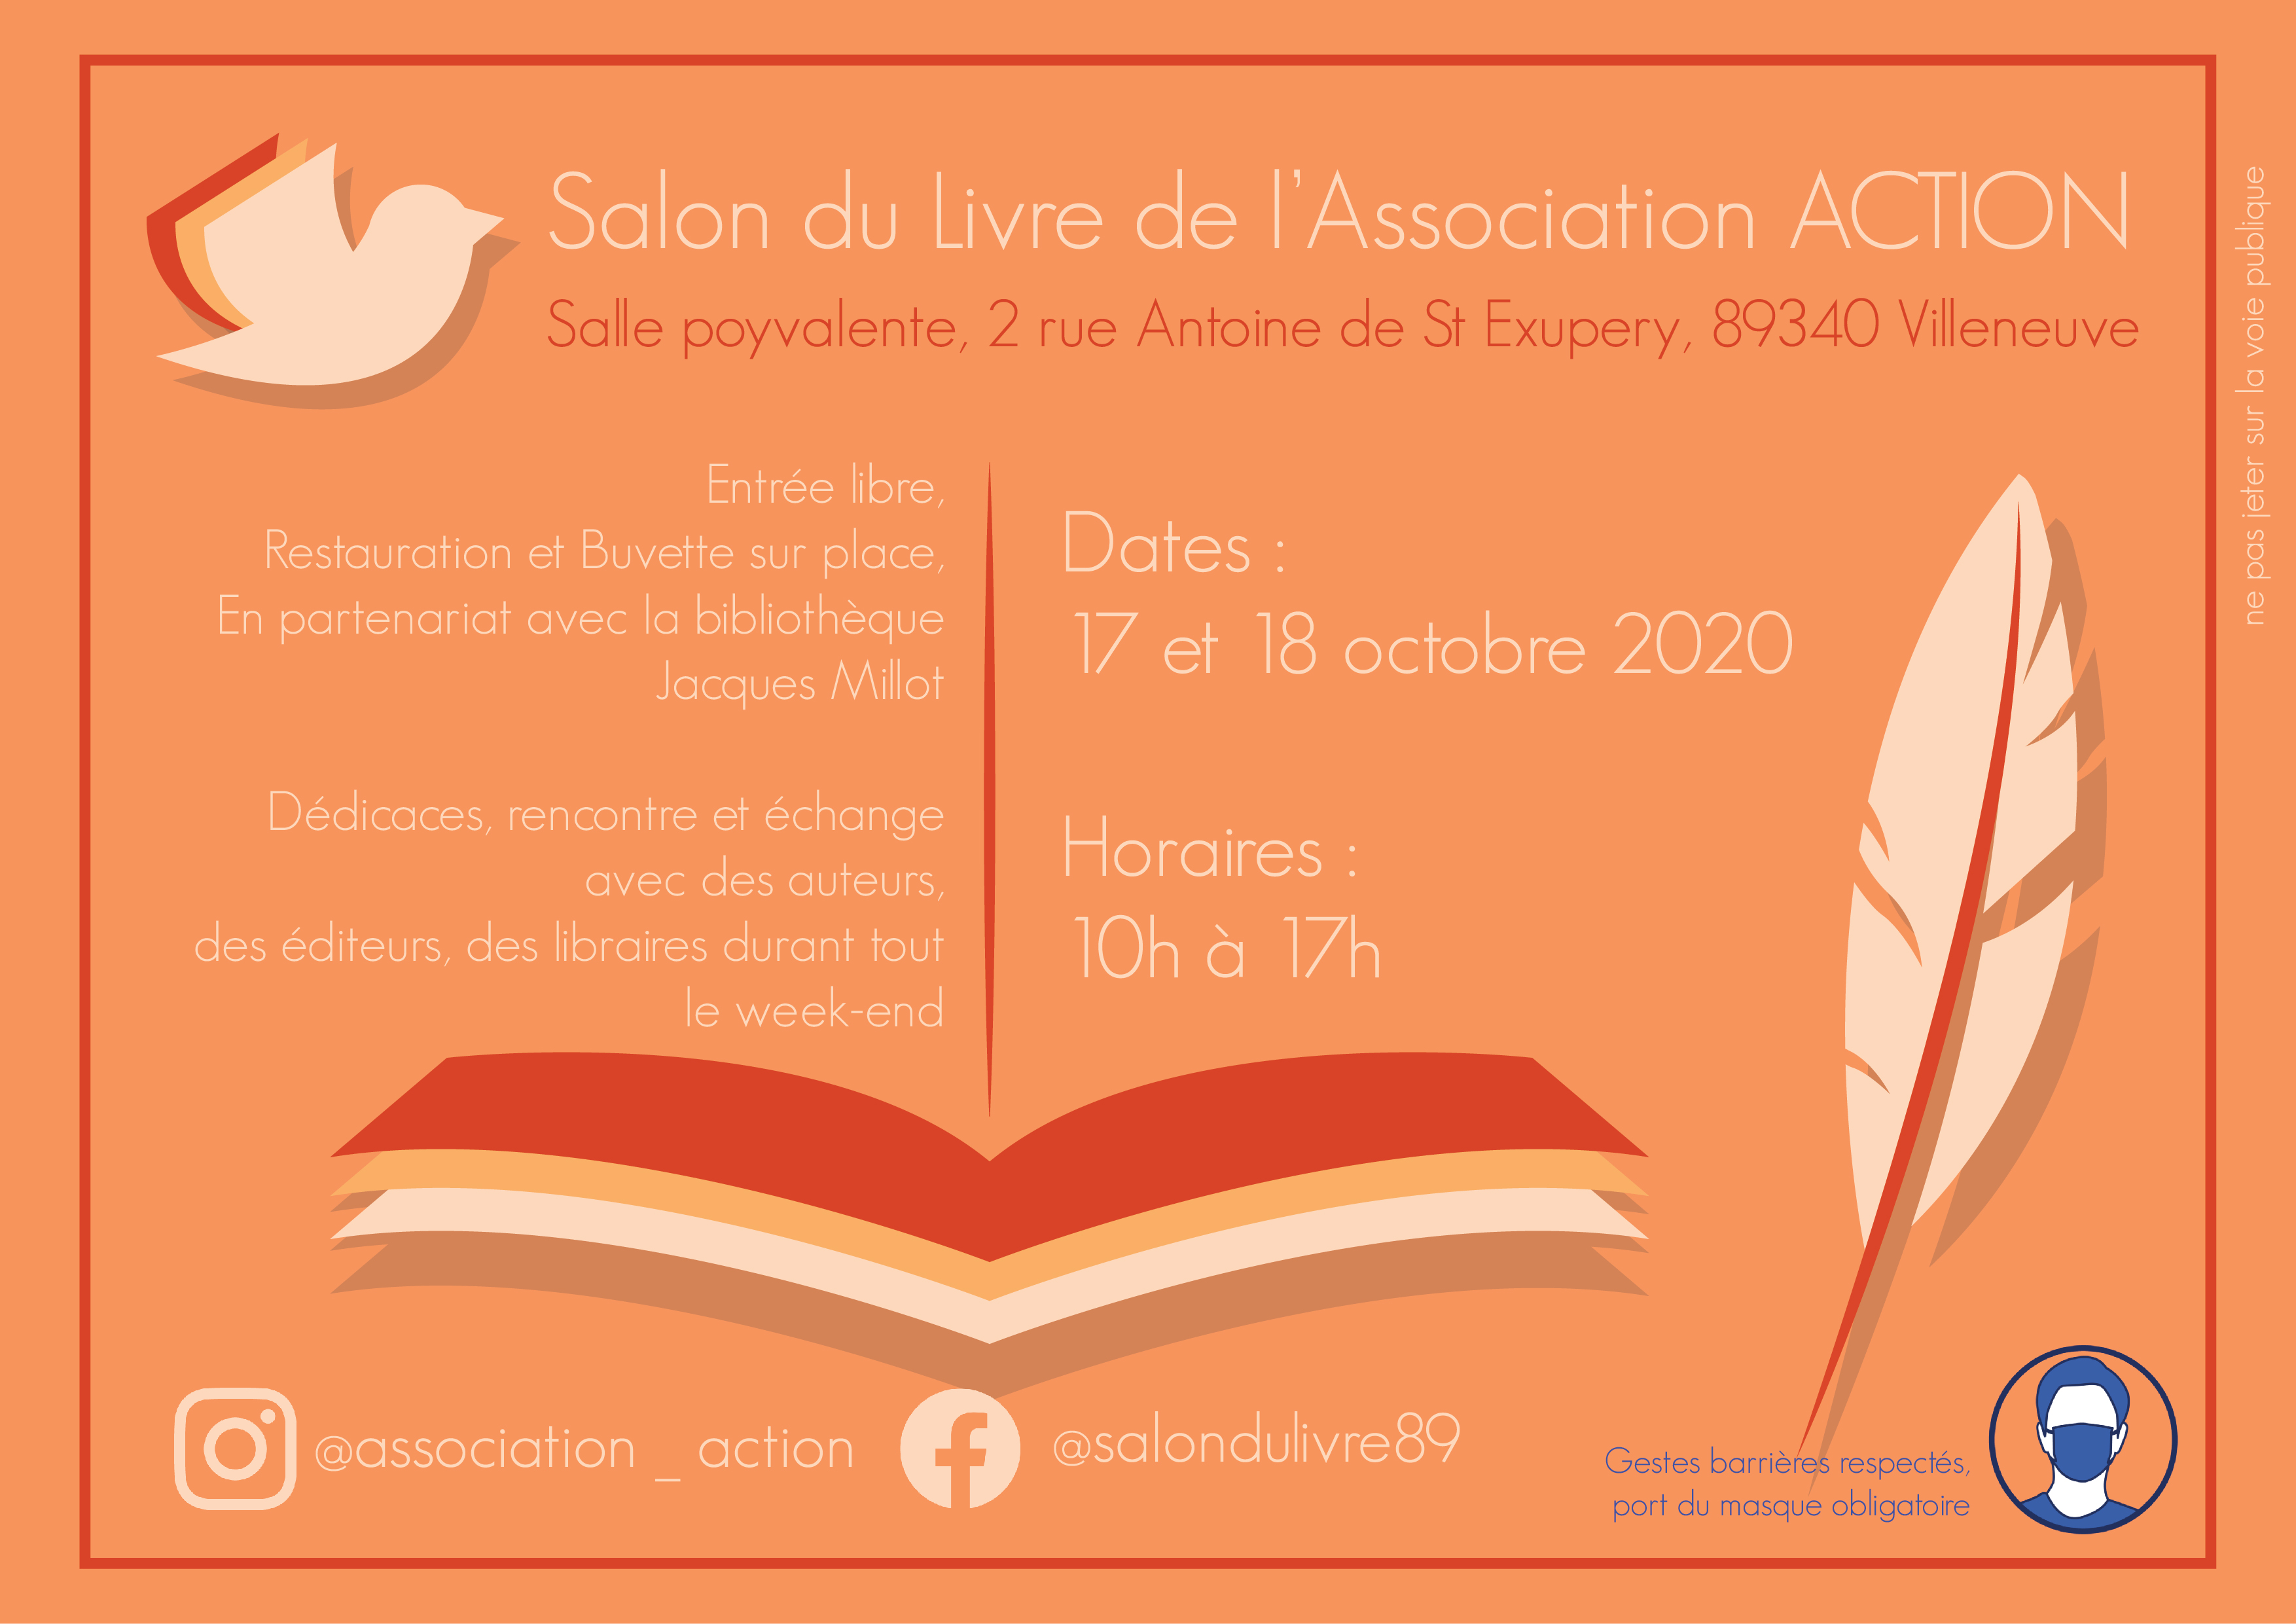 Salon du Livre de l'Association ACTION
Salle poyvalente, 2 rue Antoine de St Exupery, 89340 Villeneuve
Entrée libre,
Restauration et Buvette sur place,
En partenariat avec la bibliothèque
Jacques Millot
Dédicaces, rencontre et échange
avec des auteurs,
des éditeurs, des libraires durant tout
le week-end
Dates :
17 et 18 octobre 2020
Horaires :
10h à 17h
@association _ action
@salondulivre89
Gestes barrières respectés,
port du masque obligatoire
ne pas jeter sur la voie publique